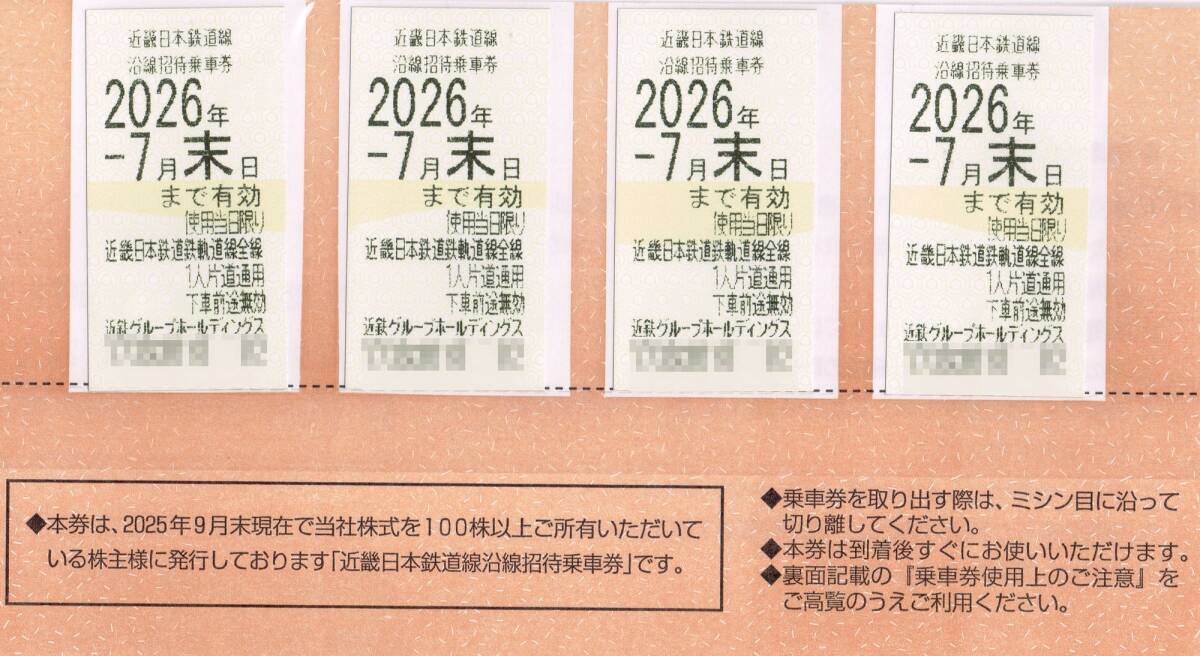 近畿日本鉄道線
沿線招待乗車券
2026年
-7月末日
まで有効
使用当日限り
近畿日本鉄道鉄軌道線全線
1人片道通用
下車前途無効
近鉄グループホールディングス
近畿日本鉄道線
沿線招待乗車券
2026年
-7月末日
まで有効
使用当日限り
近畿日本鉄道鉄軌道線全線
1人片道通用
下車前途無効
近鉄グループホールディングス
近畿日本鉄道線
沿線招待乗車券
2026年
-7月末日
まで有効
使用当日限り
近畿日本鉄道鉄軌道線全線
1人片道通用
下車前途無効
近鉄グループホールディングス
近畿日本鉄道線
沿線招待乗車券
2026年
-7月末日
まで有効
使用当日限り
近畿日本鉄道鉄軌道線全線
1人片道通用
下車前途無効
近鉄グループホールディングス
◆本券は、2025年9月末現在で当社株式を100株以上ご所有いただいて
いる株主様に発行しております「近畿日本鉄道線沿線招待乗車券」です。
◆乗車券を取り出す際は、ミシン目に沿って
切り離してください。
◆本券は到着後すぐにお使いいただけます。
◆裏面記載の『乗車券使用上のご注意』を
ご高覧のうえご利用ください。